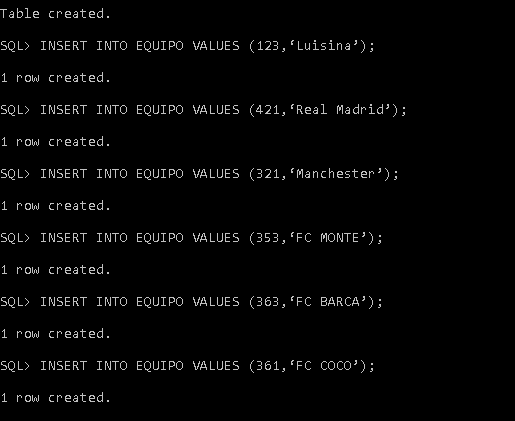 Table created.
SQL> INSERT INTO EQUIPO VALUES (123,‘Luisina’);
1 row created.
SQL> INSERT INTO EQUIPO VALUES (421,‘Real Madrid’);
1 row created.
SQL> INSERT INTO EQUIPO VALUES (321,‘Manchester’);
1 row created.
SQL> INSERT INTO EQUIPO VALUES (353,‘FC MONTE’);
1 row created.
SQL> INSERT INTO EQUIPO VALUES (363,‘FC BARCA’);
1 row created.
SQL> INSERT INTO EQUIPO VALUES (361,‘FC COCO’);
1 row created.